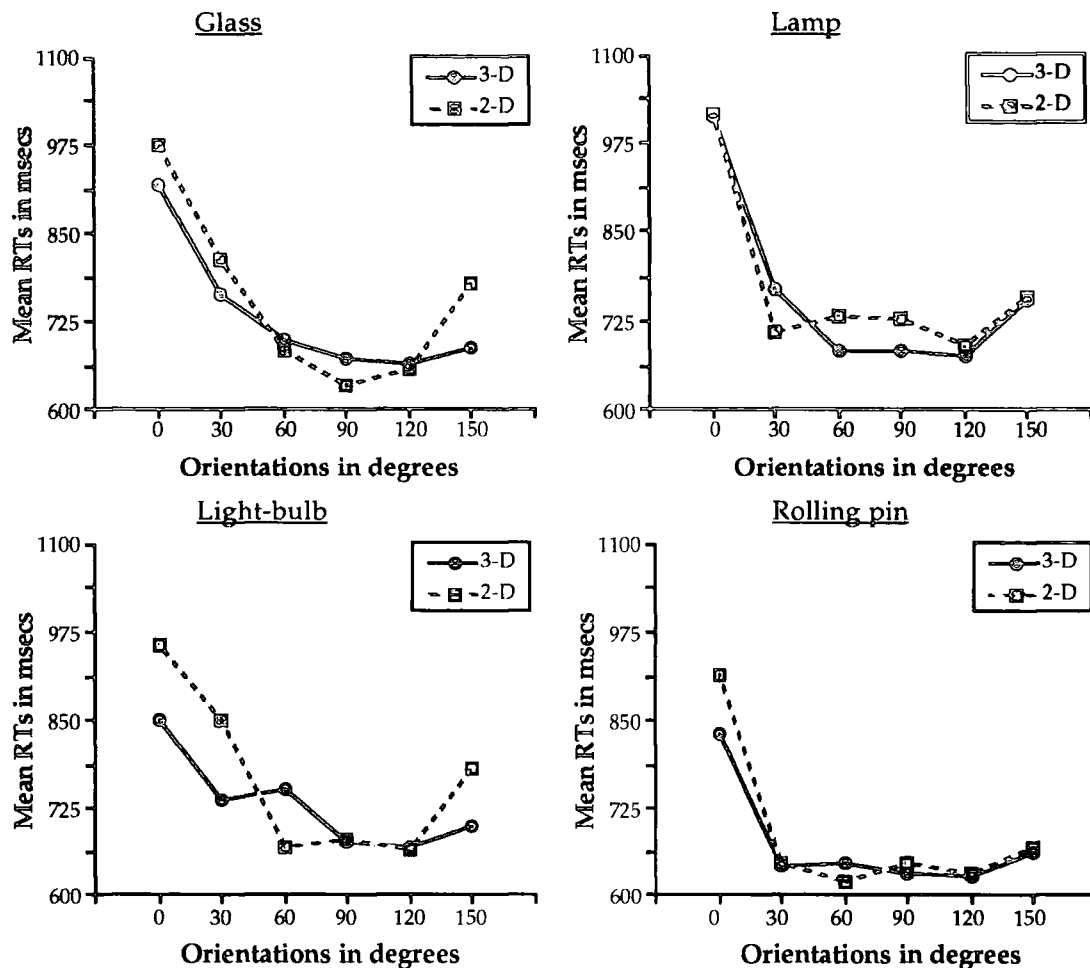 Glass
1100
975
850
725
600
Mean RTs in msecs
3-D
2-D
0 30 60 90 120 150
Orientations in degrees
Lamp
1100
975
850
725
600
Mean RTs in msecs
3-D
2-D
0 30 60 90 120 150
Orientations in degrees
Light-bulb
1100
975
850
725
600
Mean RTs in msecs
3-D
2-D
0 30 60 90 120 150
Orientations in degrees
Rolling pin
1100
975
850
725
600
Mean RTs in msecs
3-D
2-D
0 30 60 90 120 150
Orientations in degrees